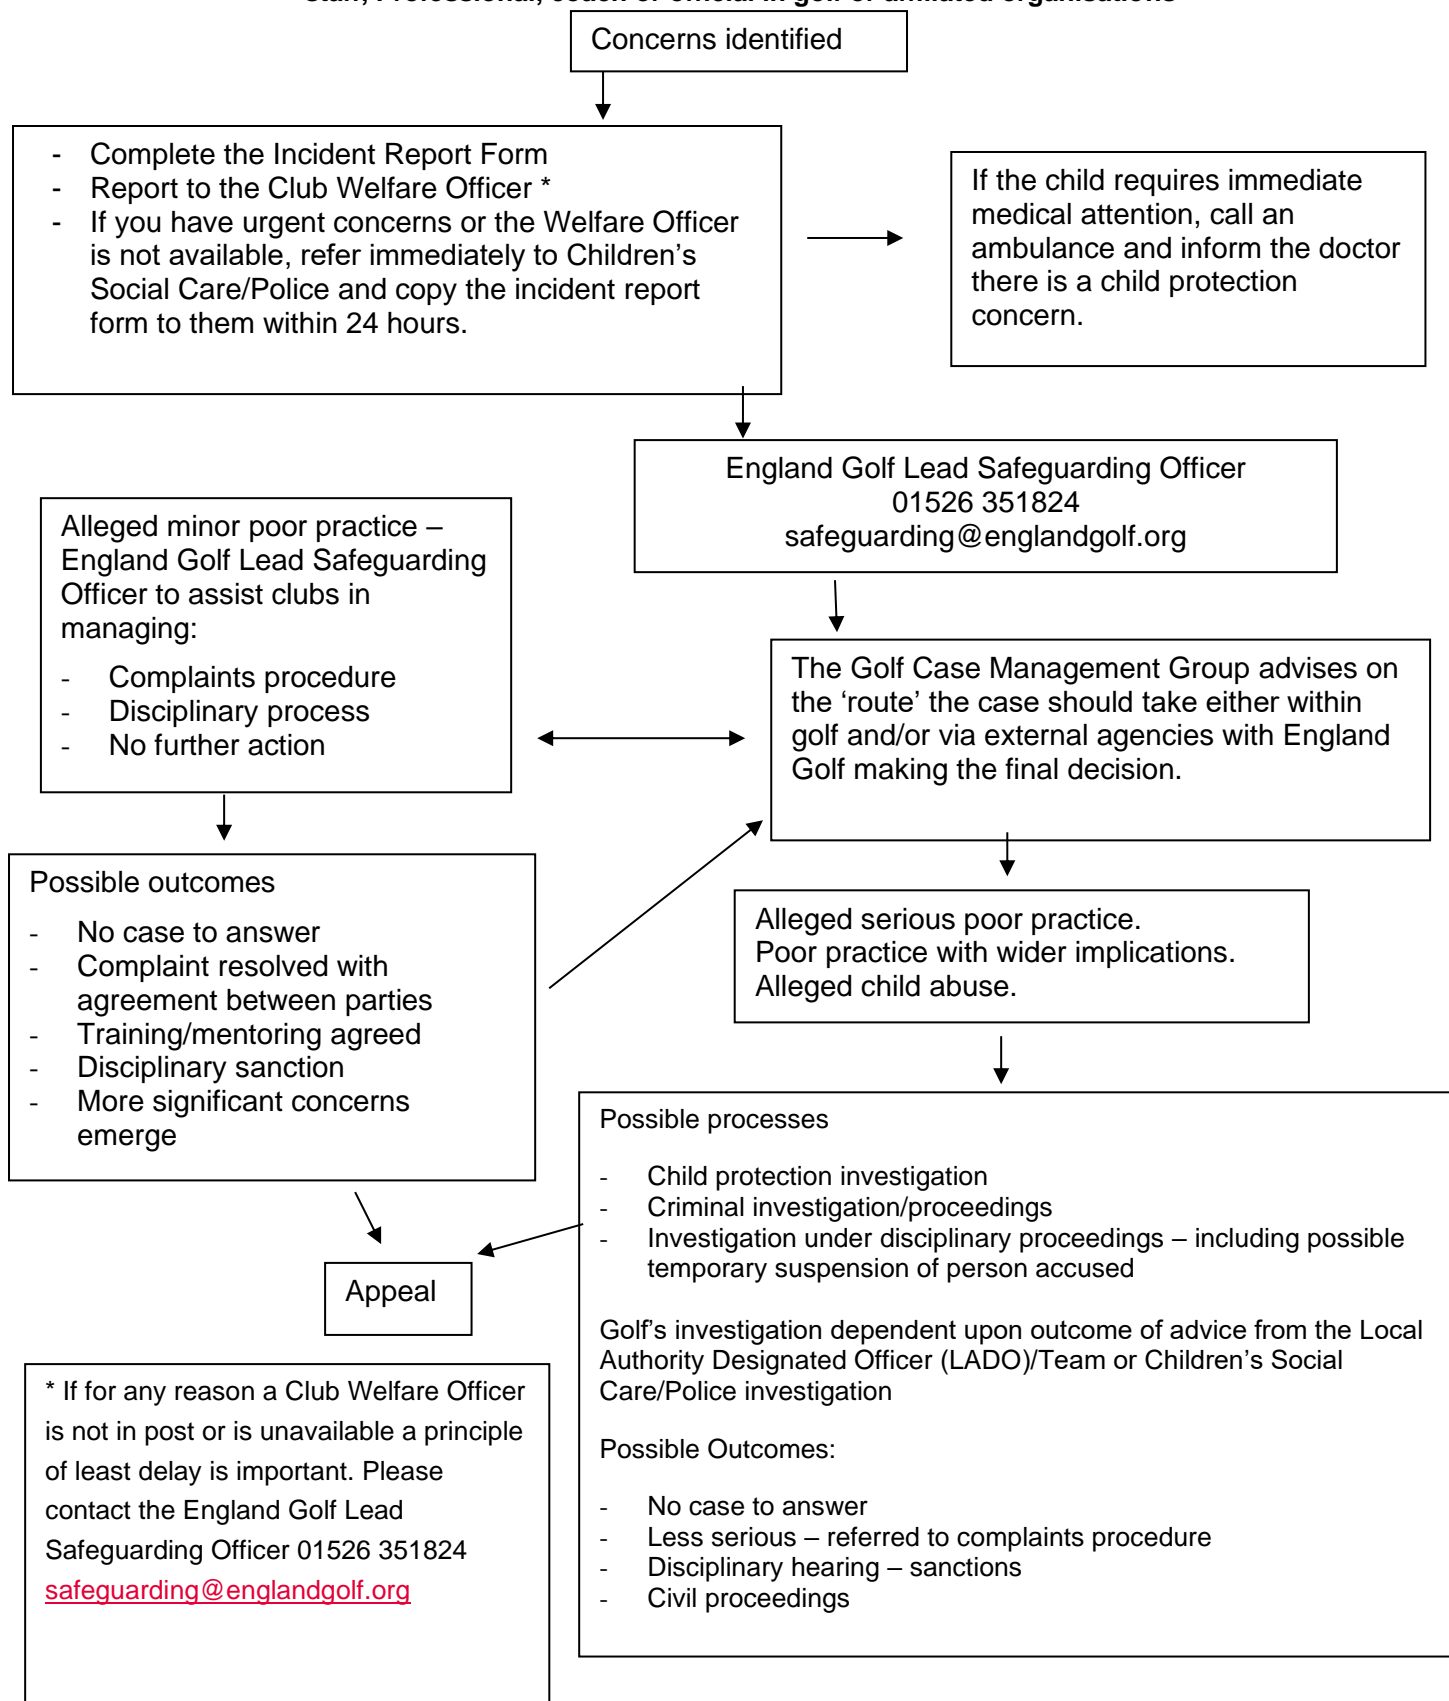 staff, Professional, coach or official in golf or affiliated organisations
Concerns identified
- Complete the Incident Report Form
- Report to the Club Welfare Officer *
- If you have urgent concerns or the Welfare Officer
is not available, refer immediately to Children’s
Social Care/Police and copy the incident report
form to them within 24 hours.
If the child requires immediate
medical attention, call an
ambulance and inform the doctor
there is a child protection
concern.
England Golf Lead Safeguarding Officer
01526 351824
safeguarding@englandgolf.org
Alleged minor poor practice –
England Golf Lead Safeguarding
Officer to assist clubs in
managing:
- Complaints procedure
- Disciplinary process
- No further action
The Golf Case Management Group advises on
the ‘route’ the case should take either within
golf and/or via external agencies with England
Golf making the final decision.
Possible outcomes
- No case to answer
- Complaint resolved with
agreement between parties
- Training/mentoring agreed
- Disciplinary sanction
- More significant concerns
emerge
Alleged serious poor practice.
Poor practice with wider implications.
Alleged child abuse.
Possible processes
- Child protection investigation
- Criminal investigation/proceedings
- Investigation under disciplinary proceedings – including possible
temporary suspension of person accused
Golf’s investigation dependent upon outcome of advice from the Local
Authority Designated Officer (LADO)/Team or Children’s Social
Care/Police investigation
Possible Outcomes:
- No case to answer
- Less serious – referred to complaints procedure
- Disciplinary hearing – sanctions
- Civil proceedings
Appeal
* If for any reason a Club Welfare Officer
is not in post or is unavailable a principle
of least delay is important. Please
contact the England Golf Lead
Safeguarding Officer 01526 351824
safeguarding@englandgolf.org